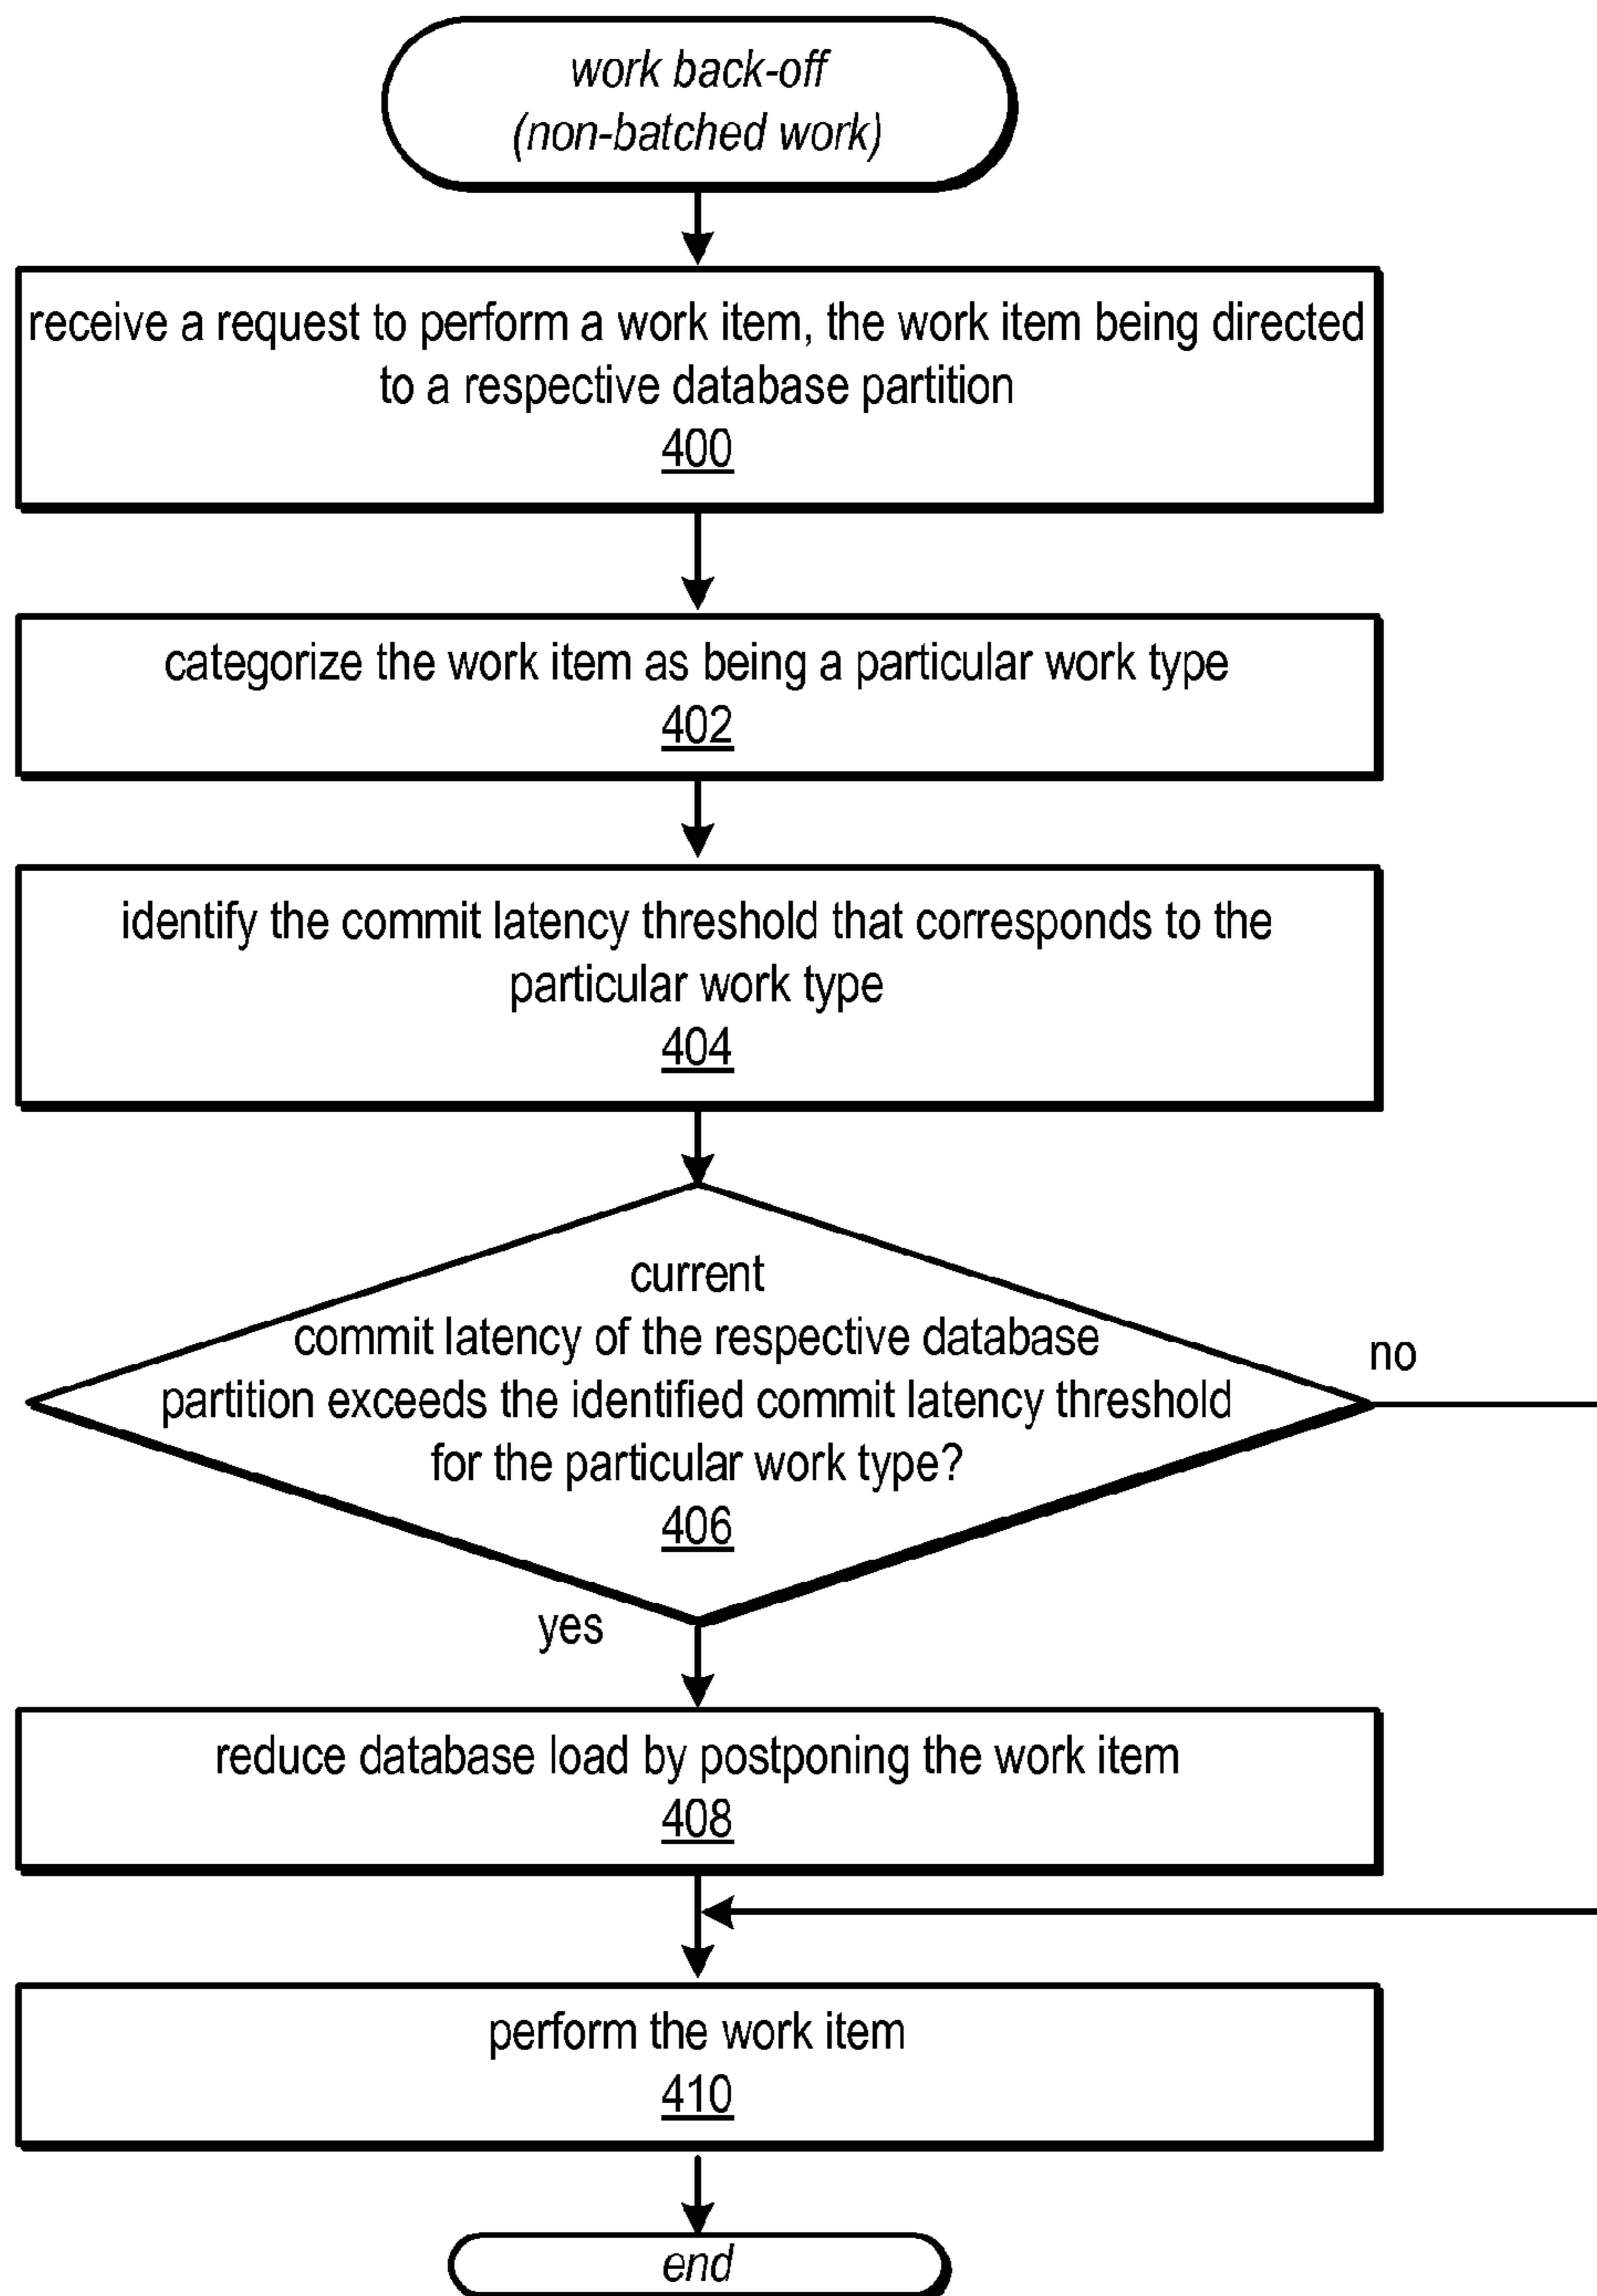 work back-off
(non-batched work)
receive a request to perform a work item, the work item being directed
to a respective database partition
400
categorize the work item as being a particular work type
402
identify the commit latency threshold that corresponds to the
particular work type
404
current
commit latency of the respective database
partition exceeds the identified commit latency threshold
for the particular work type?
406
no
yes
reduce database load by postponing the work item
408
perform the work item
410
end